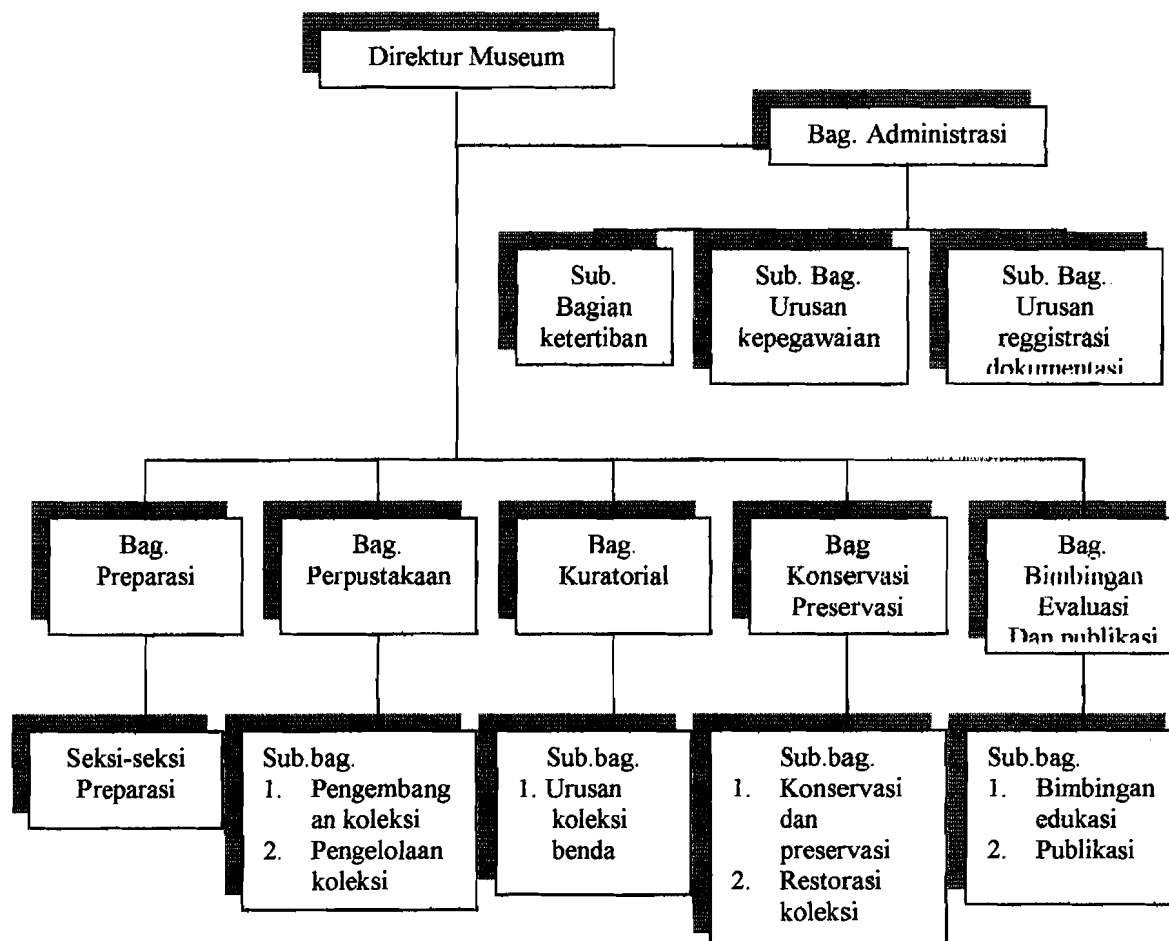 Direktur Museum
Bag. Administrasi
Sub.
Bagian
ketertiban
Sub. Bag.
Urusan
kepegawaian
Sub. Bag.
Urusan
reggistrasi
dokumentasi
Bag.
Preparasi
Bag.
Perpustakaan
Bag.
Kuratorial
Bag
Konservasi
Preservasi
Bag.
Bimbingan
Evaluasi
Dan publikasi
Seksi-seksi
Preparasi
Sub.bag.
1. Pengembang
an koleksi
2. Pengelolaan
koleksi
Sub.bag.
1. Urusan
koleksi
benda
Sub.bag.
1. Konservasi
dan
preservasi
2. Restorasi
koleksi
Sub.bag.
1. Bimbingan
edukasi
2. Publikasi